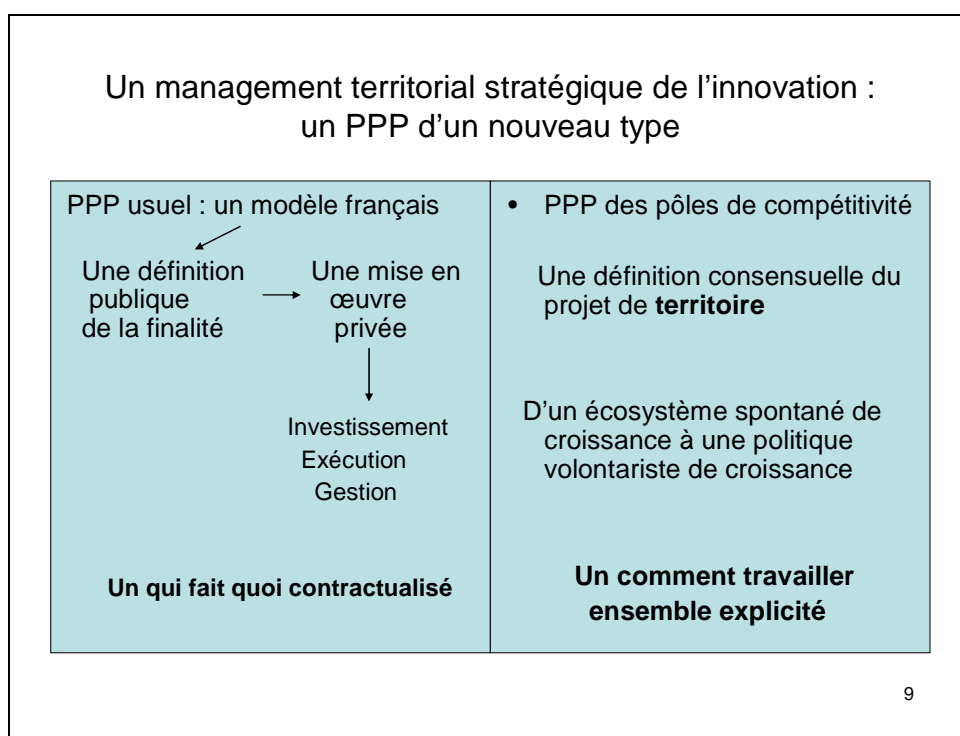 Un management territorial stratégique de l’innovation :
un PPP d’un nouveau type
PPP usuel : un modèle français
Une définition
publique
de la finalité
Une mise en
œuvre
privée
Investissement
Exécution
Gestion
Un qui fait quoi contractualisé
• PPP des pôles de compétitivité
Une définition consensuelle du
projet de territoire
D’un écosystème spontané de
croissance à une politique
volontariste de croissance
Un comment travailler
ensemble explicité
9